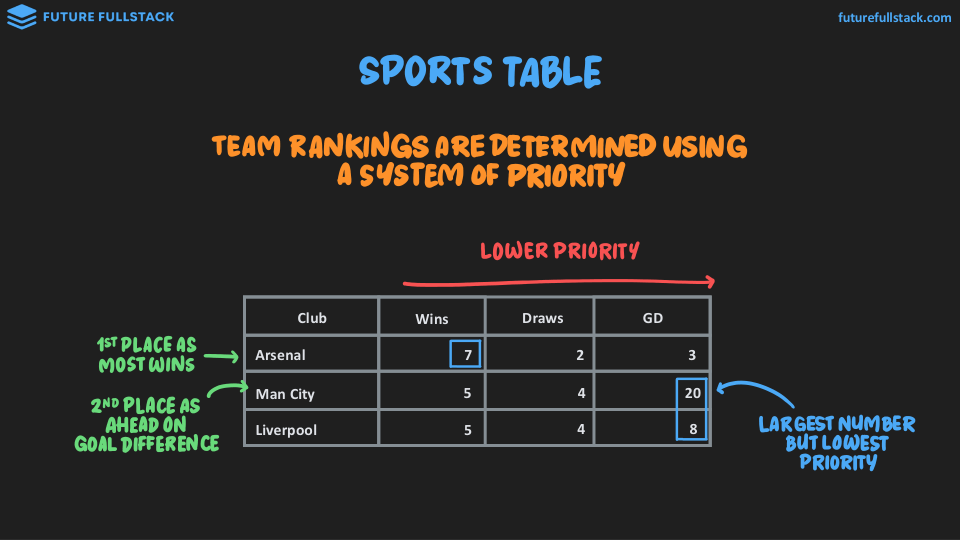 FUTURE FULLSTACK
futurefullstack.com
SPORTS TABLE
TEAM RANKINGS ARE DETERMINED USING
A SYSTEM OF PRIORITY
LOWER PRIORITY
Club Wins Draws GD
Arsenal 7 2 3
Man City 5 4 20
Liverpool 5 4 8
1ST PLACE AS
MOST WINS
2ND PLACE AS
AHEAD ON
GOAL DIFFERENCE
LARGEST NUMBER
BUT LOWEST
PRIORITY